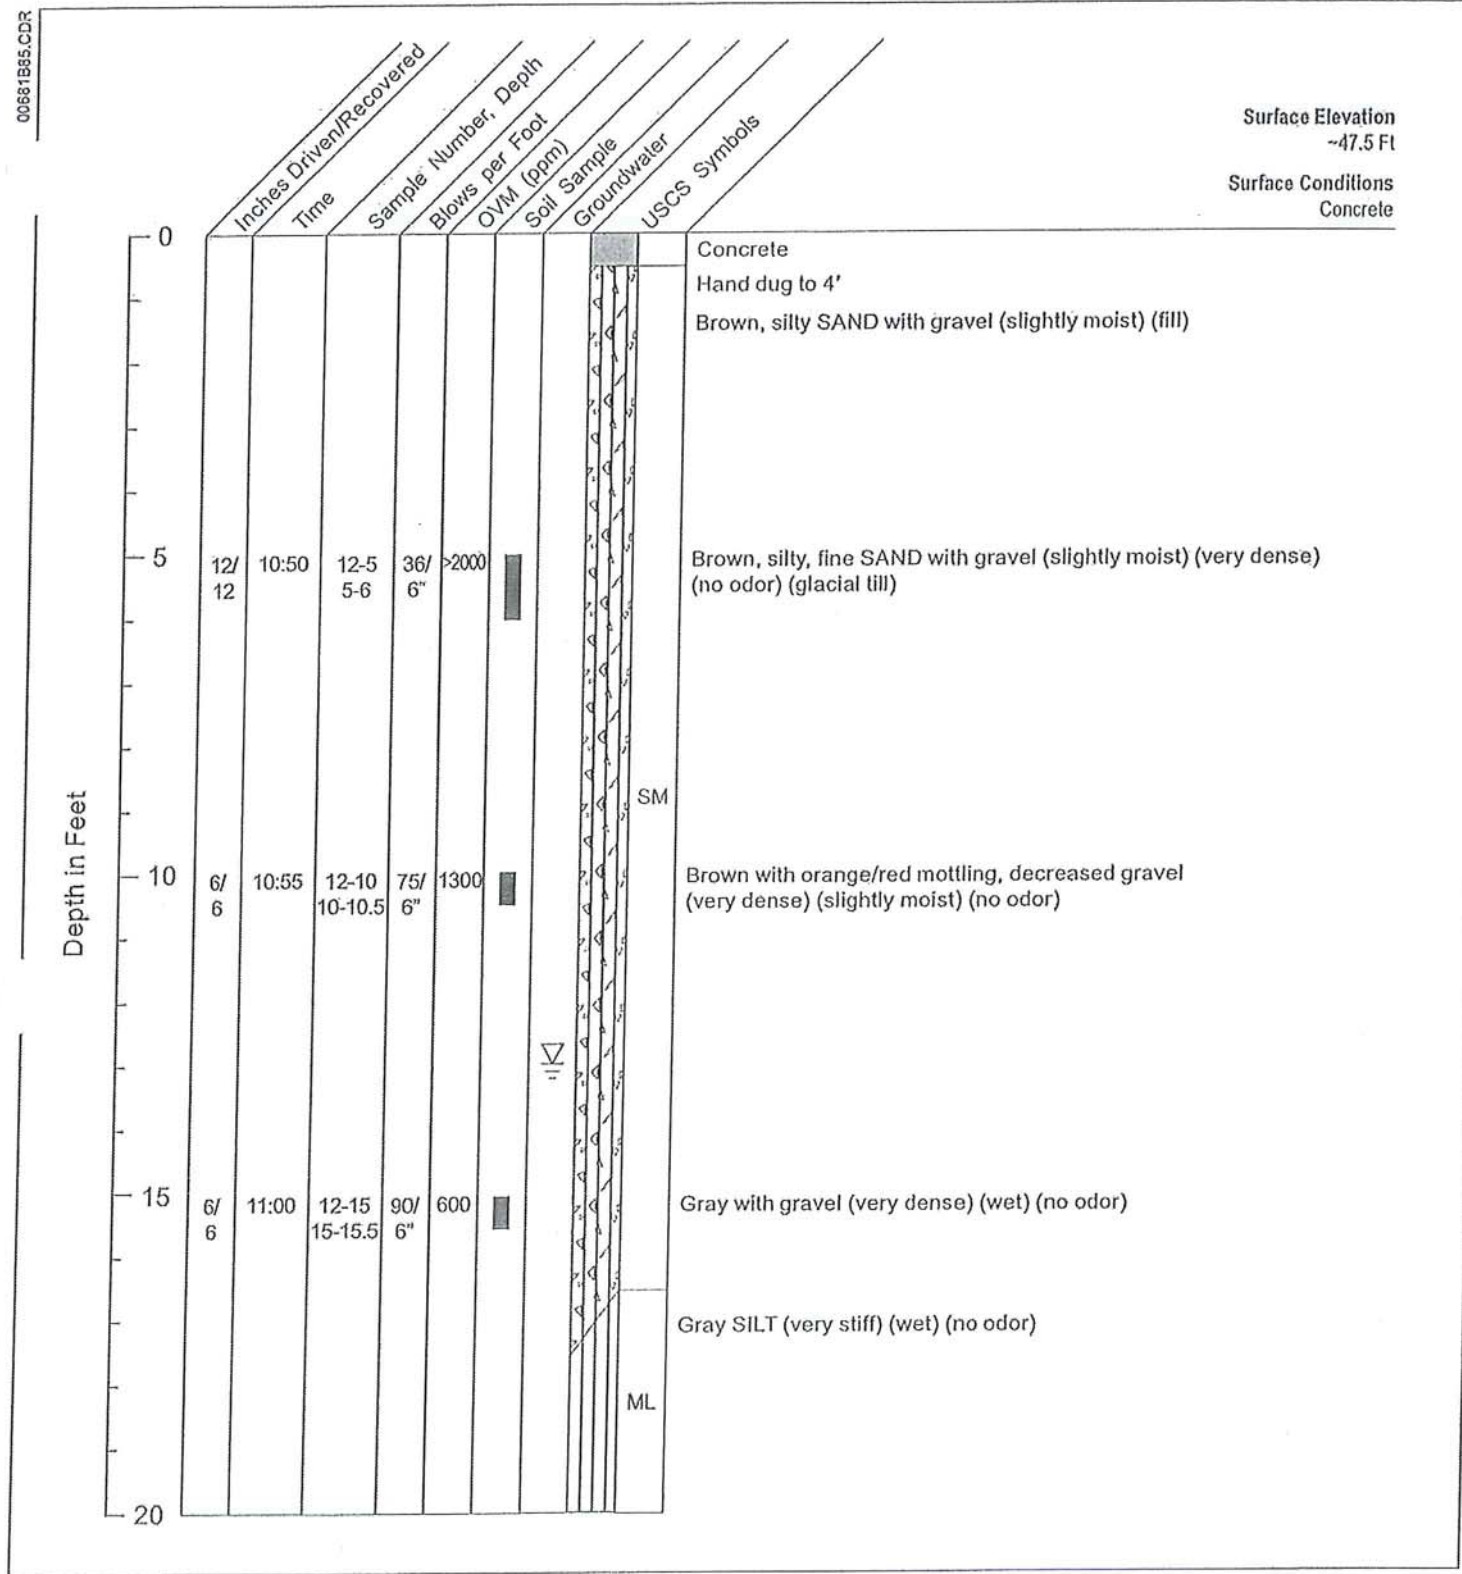 00681B85.CDR
Inches Driven/Recovered
Time
Sample Number, Depth
Blows per Foot
OVM (ppm)
Soil Sample
Groundwater
USCS Symbols
Surface Elevation
~47.5 Ft
Surface Conditions
Concrete
Depth in Feet
0
Concrete
Hand dug to 4'
Brown, silty SAND with gravel (slightly moist) (fill)
5
12/
12
10:50
12-5
5-6
36/
6"
>2000
Brown, silty, fine SAND with gravel (slightly moist) (very dense)
(no odor) (glacial till)
SM
10
6/
6
10:55
12-10
10-10.5
75/
6"
1300
Brown with orange/red mottling, decreased gravel
(very dense) (slightly moist) (no odor)
15
6/
6
11:00
12-15
15-15.5
90/
6"
600
Gray with gravel (very dense) (wet) (no odor)
Gray SILT (very stiff) (wet) (no odor)
ML
20